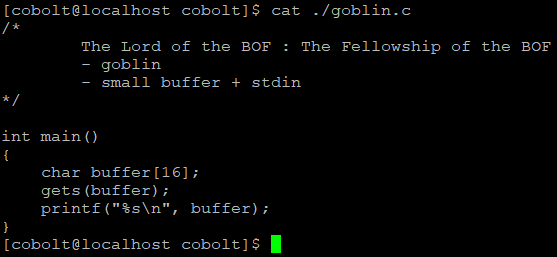 [cobolt@localhost cobolt]$ cat ./goblin.c
/*
        The Lord of the BOF : The Fellowship of the BOF
        - goblin
        - small buffer + stdin
*/

int main()
{
    char buffer[16];
    gets(buffer);
    printf("%s\n", buffer);
}
[cobolt@localhost cobolt]$